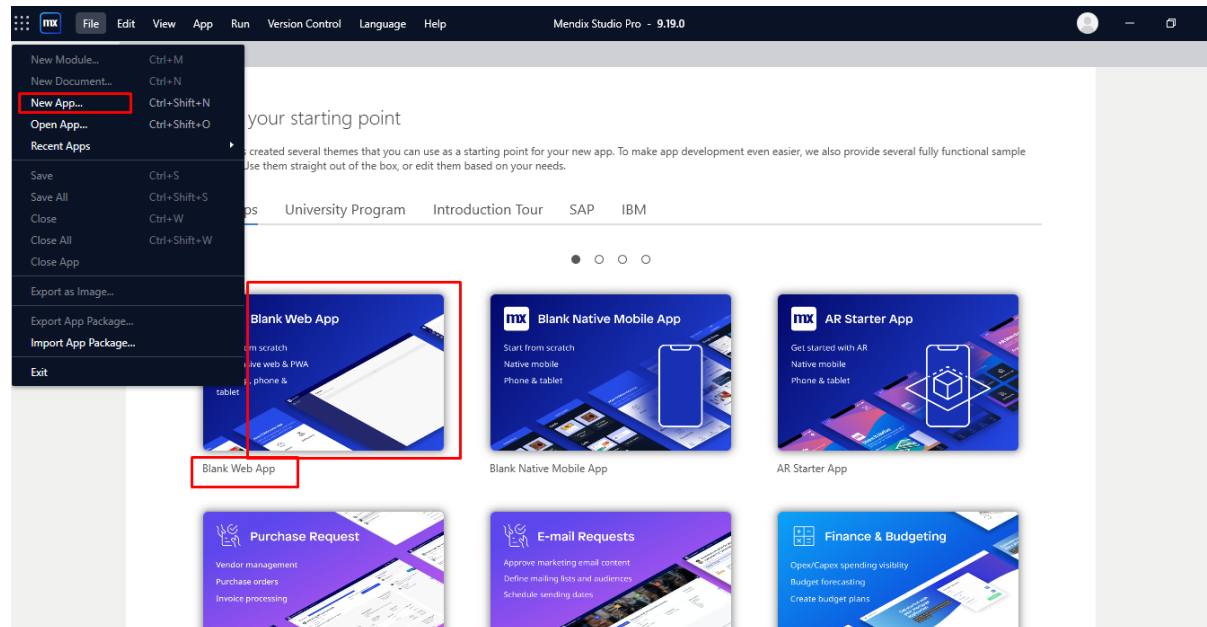 mx File Edit View App Run Version Control Language Help Mendix Studio Pro - 9.19.0
New Module... Ctrl+M
New Document... Ctrl+N
New App... Ctrl+Shift+N
Open App... Ctrl+Shift+O
Recent Apps
Save Ctrl+S
Save All Ctrl+Shift+S
Close Ctrl+W
Close All Ctrl+Shift+W
Close App
Export as Image...
Export App Package...
Import App Package...
Exit
your starting point
created several themes that you can use as a starting point for your new app. To make app development even easier, we also provide several fully functional sample
Use them straight out of the box, or edit them based on your needs.
University Program Introduction Tour SAP IBM
Blank Web App
from scratch
web & PWA
phone &
tablet
Blank Web App
mx Blank Native Mobile App
Start from scratch
Native mobile
Phone & tablet
Blank Native Mobile App
mx AR Starter App
Get started with AR
Native mobile
Phone & tablet
AR Starter App
Purchase Request
Vendor management
Purchase orders
Invoice processing
E-mail Requests
Approve marketing email content
Define mailing lists and audiences
Schedule sending dates
Finance & Budgeting
Opex/Capex spending visiblity
Budget forecasting
Create budget plans